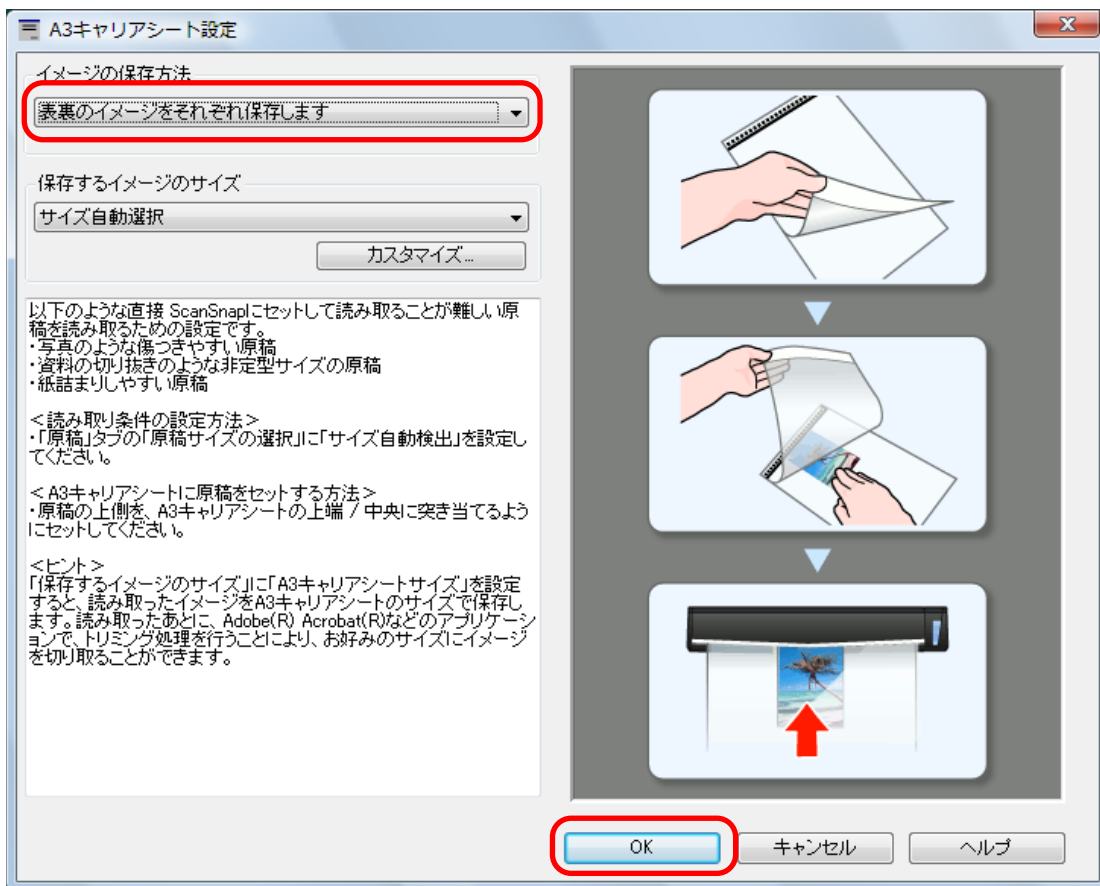 A3キャリアシート設定
イメージの保存方法
表裏のイメージをそれぞれ保存します
保存するイメージのサイズ
サイズ自動選択
カスタマイズ...
以下のような直接 ScanSnapにセットして読み取ることが難しい原
稿を読み取るための設定です。
・写真のような傷つきやすい原稿
・資料の切り抜きのような非定型サイズの原稿
・紙詰まりしやすい原稿
＜読み取り条件の設定方法＞
・「原稿」タブの「原稿サイズの選択」に「サイズ自動検出」を設定し
てください。
＜A3キャリアシートに原稿をセットする方法＞
・原稿の上側を、A3キャリアシートの上端 / 中央に突き当てるよう
にセットしてください。
＜ヒント＞
「保存するイメージのサイズ」に「A3キャリアシートサイズ」を設定
すると、読み取ったイメージをA3キャリアシートのサイズで保存し
ます。読み取ったあとに、Adobe(R) Acrobat(R)などのアプリケーシ
ョンで、トリミング処理を行うことにより、お好みのサイズにイメージ
を切り取ることができます。
OK
キャンセル
ヘルプ